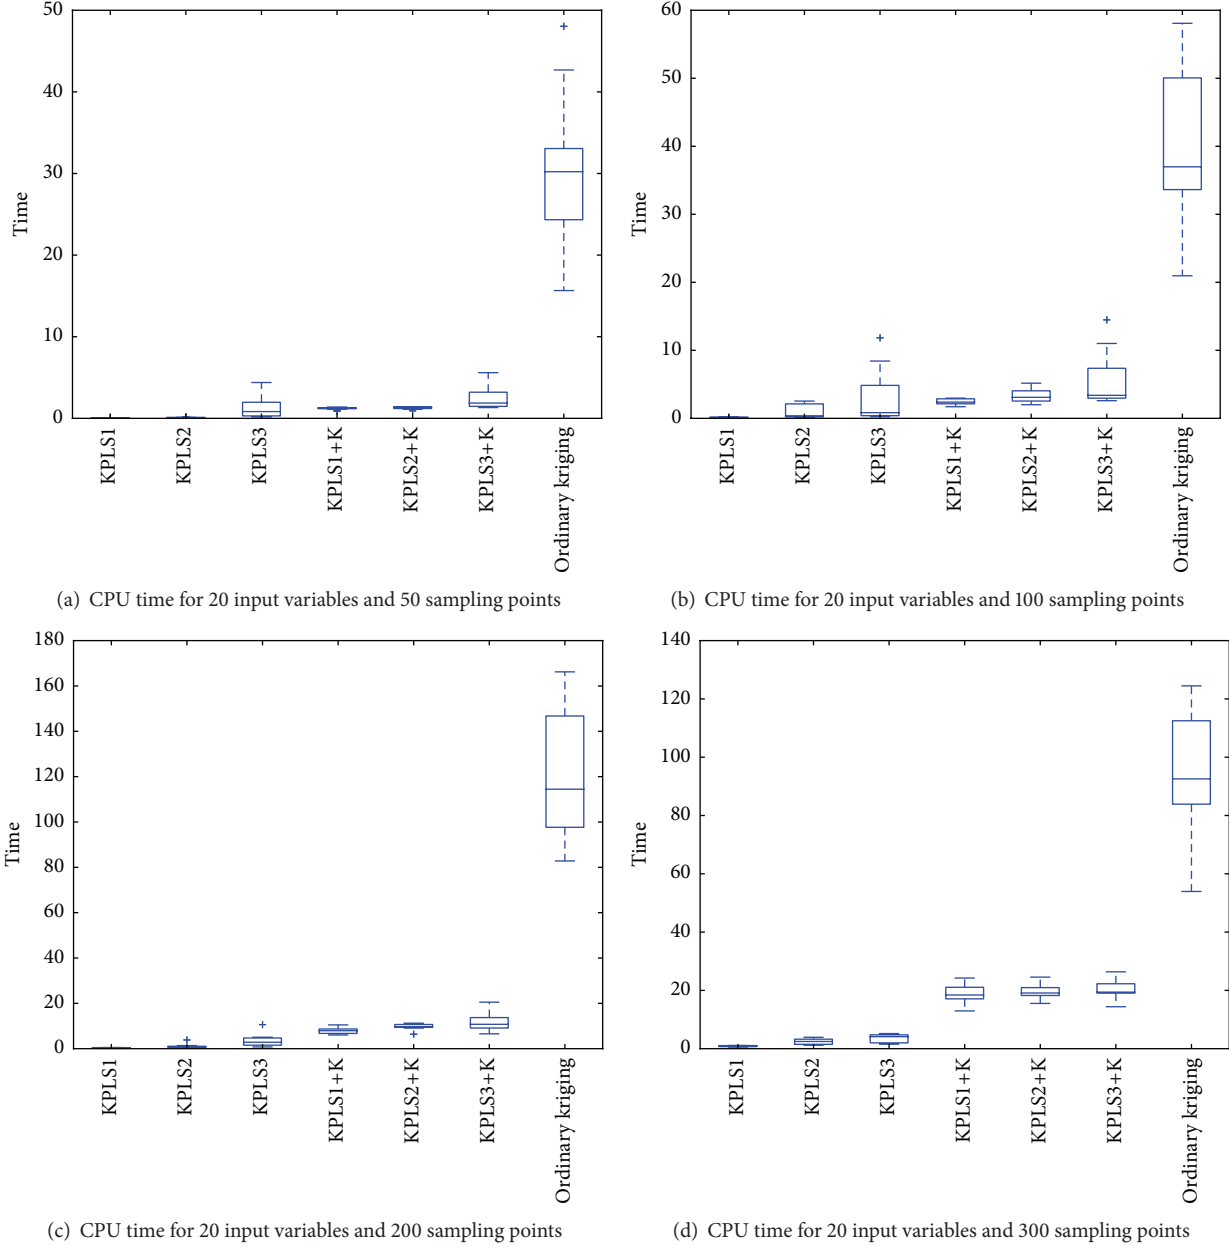 50
40
30
20
10
0
Time
KPLS1
KPLS2
KPLS3
KPLS1+K
KPLS2+K
KPLS3+K
Ordinary kriging
(a) CPU time for 20 input variables and 50 sampling points
60
50
40
30
20
10
0
Time
KPLS1
KPLS2
KPLS3
KPLS1+K
KPLS2+K
KPLS3+K
Ordinary kriging
(b) CPU time for 20 input variables and 100 sampling points
180
160
140
120
100
80
60
40
20
0
Time
KPLS1
KPLS2
KPLS3
KPLS1+K
KPLS2+K
KPLS3+K
Ordinary kriging
(c) CPU time for 20 input variables and 200 sampling points
140
120
100
80
60
40
20
0
Time
KPLS1
KPLS2
KPLS3
KPLS1+K
KPLS2+K
KPLS3+K
Ordinary kriging
(d) CPU time for 20 input variables and 300 sampling points